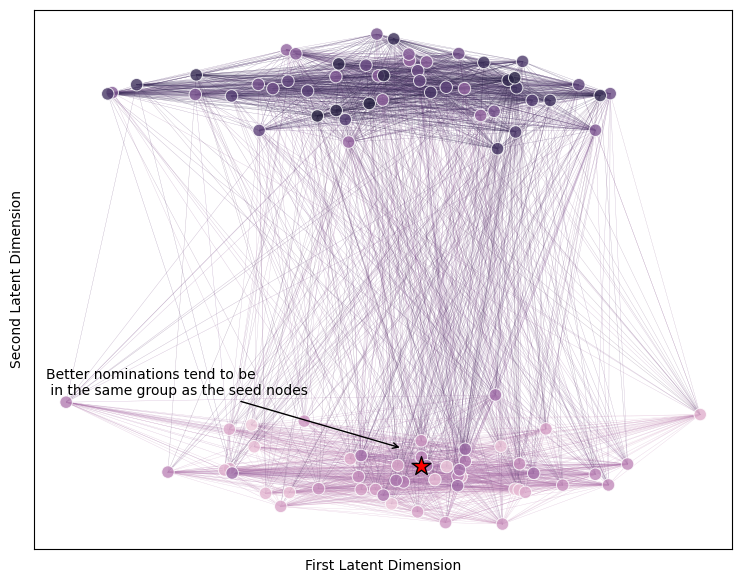 Second Latent Dimension
Better nominations tend to be
in the same group as the seed nodes
First Latent Dimension